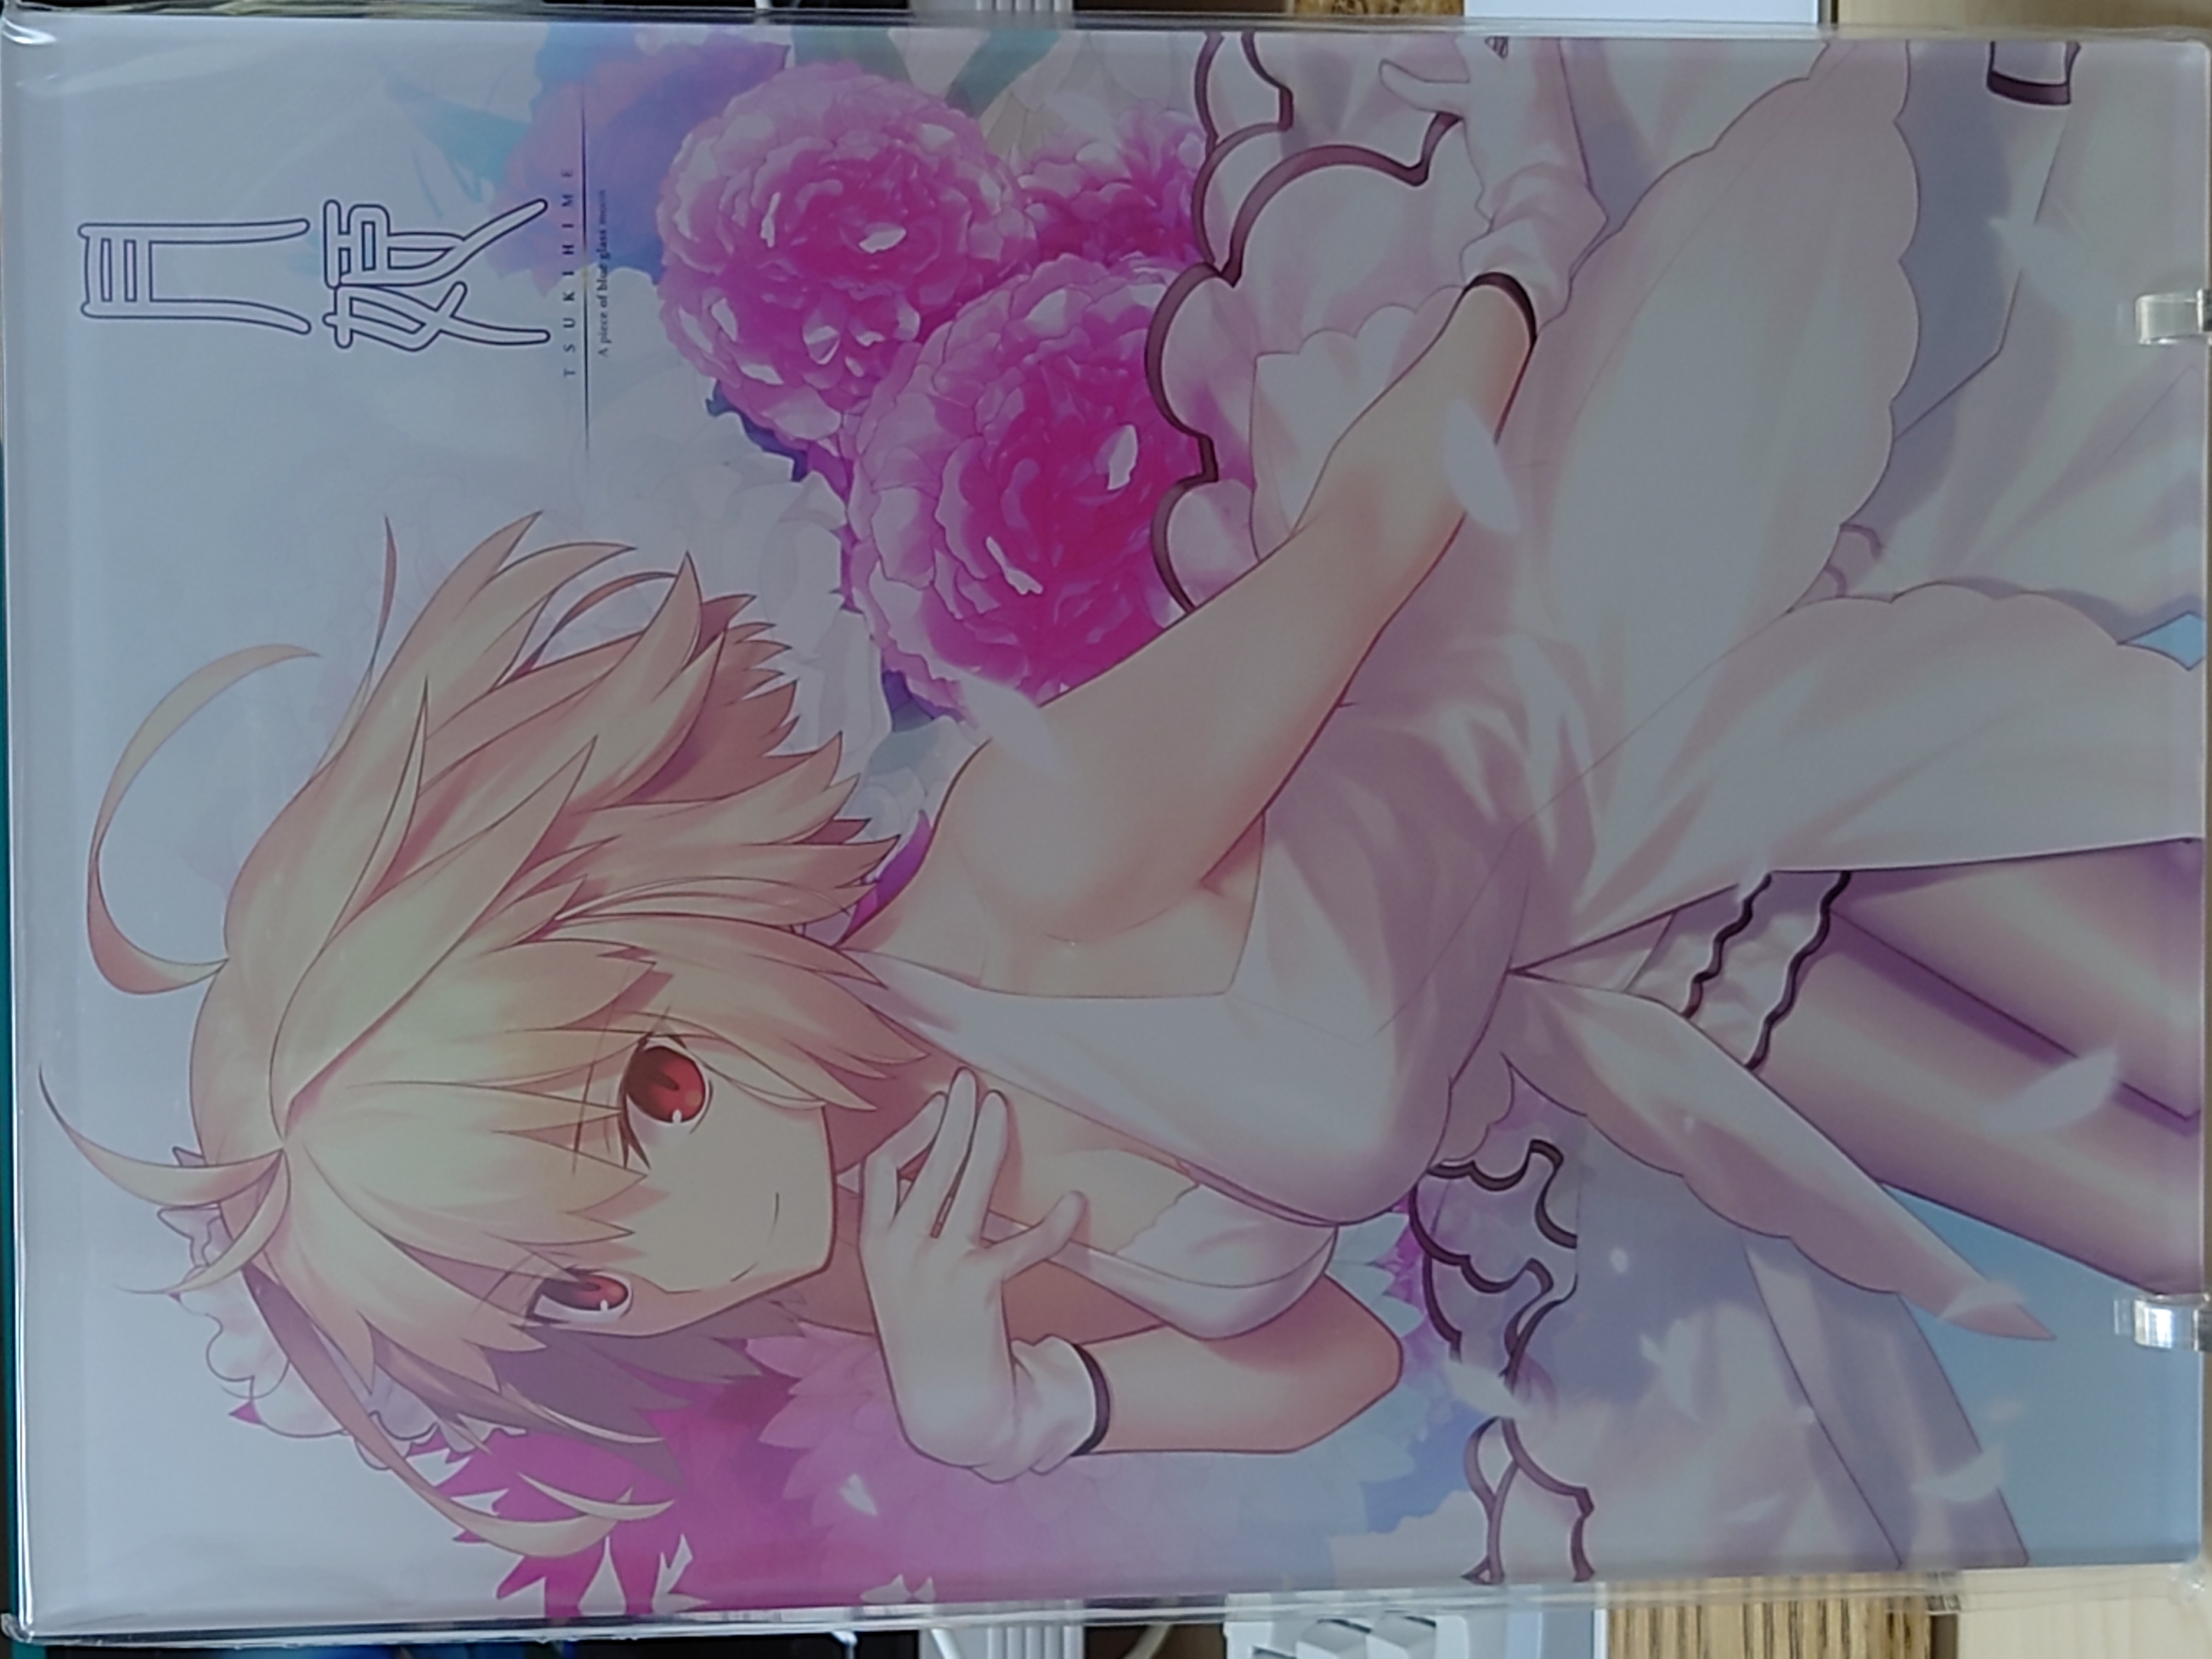 月姫
TSUKIHIME
A piece of blue glass moon